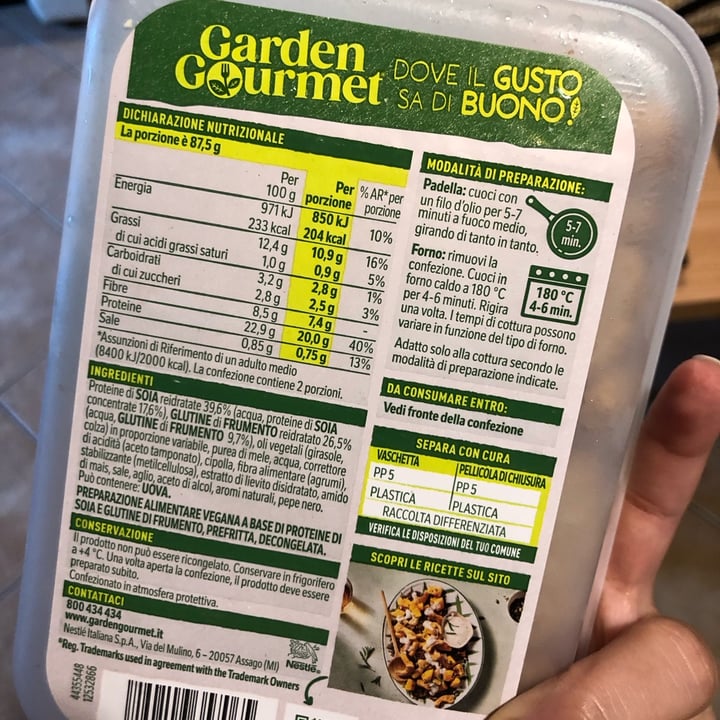 Garden
Gourmet
DOVE IL GUSTO
SA DI BUONO!
DICHIARAZIONE NUTRIZIONALE
La porzione è 87,5 g
Per 100 g Per porzione % AR* per porzione
Energia 971 kJ 850 kJ
233 kcal 204 kcal 10%
Grassi 12,4 g 10,9 g 16%
di cui acidi grassi saturi 1,0 g 0,9 g 5%
Carboidrati 3,2 g 2,8 g 1%
di cui zuccheri 2,8 g 2,5 g 3%
Fibre 8,5 g 7,4 g -
Proteine 22,9 g 20,0 g 40%
Sale 0,85 g 0,75 g 13%
*Assunzioni di Riferimento di un adulto medio
(8400 kJ/2000 kcal). La confezione contiene 2 porzioni.
INGREDIENTI
Proteine di SOIA reidratate 39,6% (acqua, proteine di SOIA
concentrate 17,6%), GLUTINE di FRUMENTO reidratato 26,5%
(acqua, GLUTINE di FRUMENTO 9,7%), oli vegetali (girasole,
colza) in proporzione variabile, purea di mele, acqua, correttore
di acidità (aceto tamponato), cipolla, fibra alimentare (agrumi),
stabilizzante (metilcellulosa), estratto di lievito disidratato, amido
di mais, sale, aglio, aceto di alcol, aromi naturali, pepe nero.
Può contenere: UOVA.
PREPARAZIONE ALIMENTARE VEGANA A BASE DI PROTEINE DI
SOIA E GLUTINE DI FRUMENTO, PREFRITTA, DECONGELATA.
CONSERVAZIONE
Il prodotto non può essere ricongelato. Conservare in frigorifero
a +4 °C. Una volta aperta la confezione, il prodotto deve essere
preparato subito.
Confezionato in atmosfera protettiva.
CONTATTACI
800 434 434
www.gardengourmet.it
Nestlé Italiana S.p.A., Via del Mulino, 6 – 20057 Assago (MI)
*Reg. Trademarks used in agreement with the Trademark Owners
Nestlé
44355448
12532866
MODALITÀ DI PREPARAZIONE:
Padella: cuoci con
un filo d'olio per 5-7
minuti a fuoco medio,
girando di tanto in tanto.
5-7
min.
Forno: rimuovi la
confezione. Cuoci in
forno caldo a 180 °C
per 4-6 minuti. Rigira
una volta. I tempi di cottura possono
variare in funzione del tipo di forno.
180 °C
4-6 min.
Adatto solo alla cottura secondo le
modalità di preparazione indicate.
DA CONSUMARE ENTRO:
Vedi fronte della confezione
SEPARA CON CURA
VASCHETTA PELLICOLA DI CHIUSURA
PP 5 PP 5
PLASTICA PLASTICA
RACCOLTA DIFFERENZIATA
VERIFICA LE DISPOSIZIONI DEL TUO COMUNE
SCOPRI LE RICETTE SUL SITO